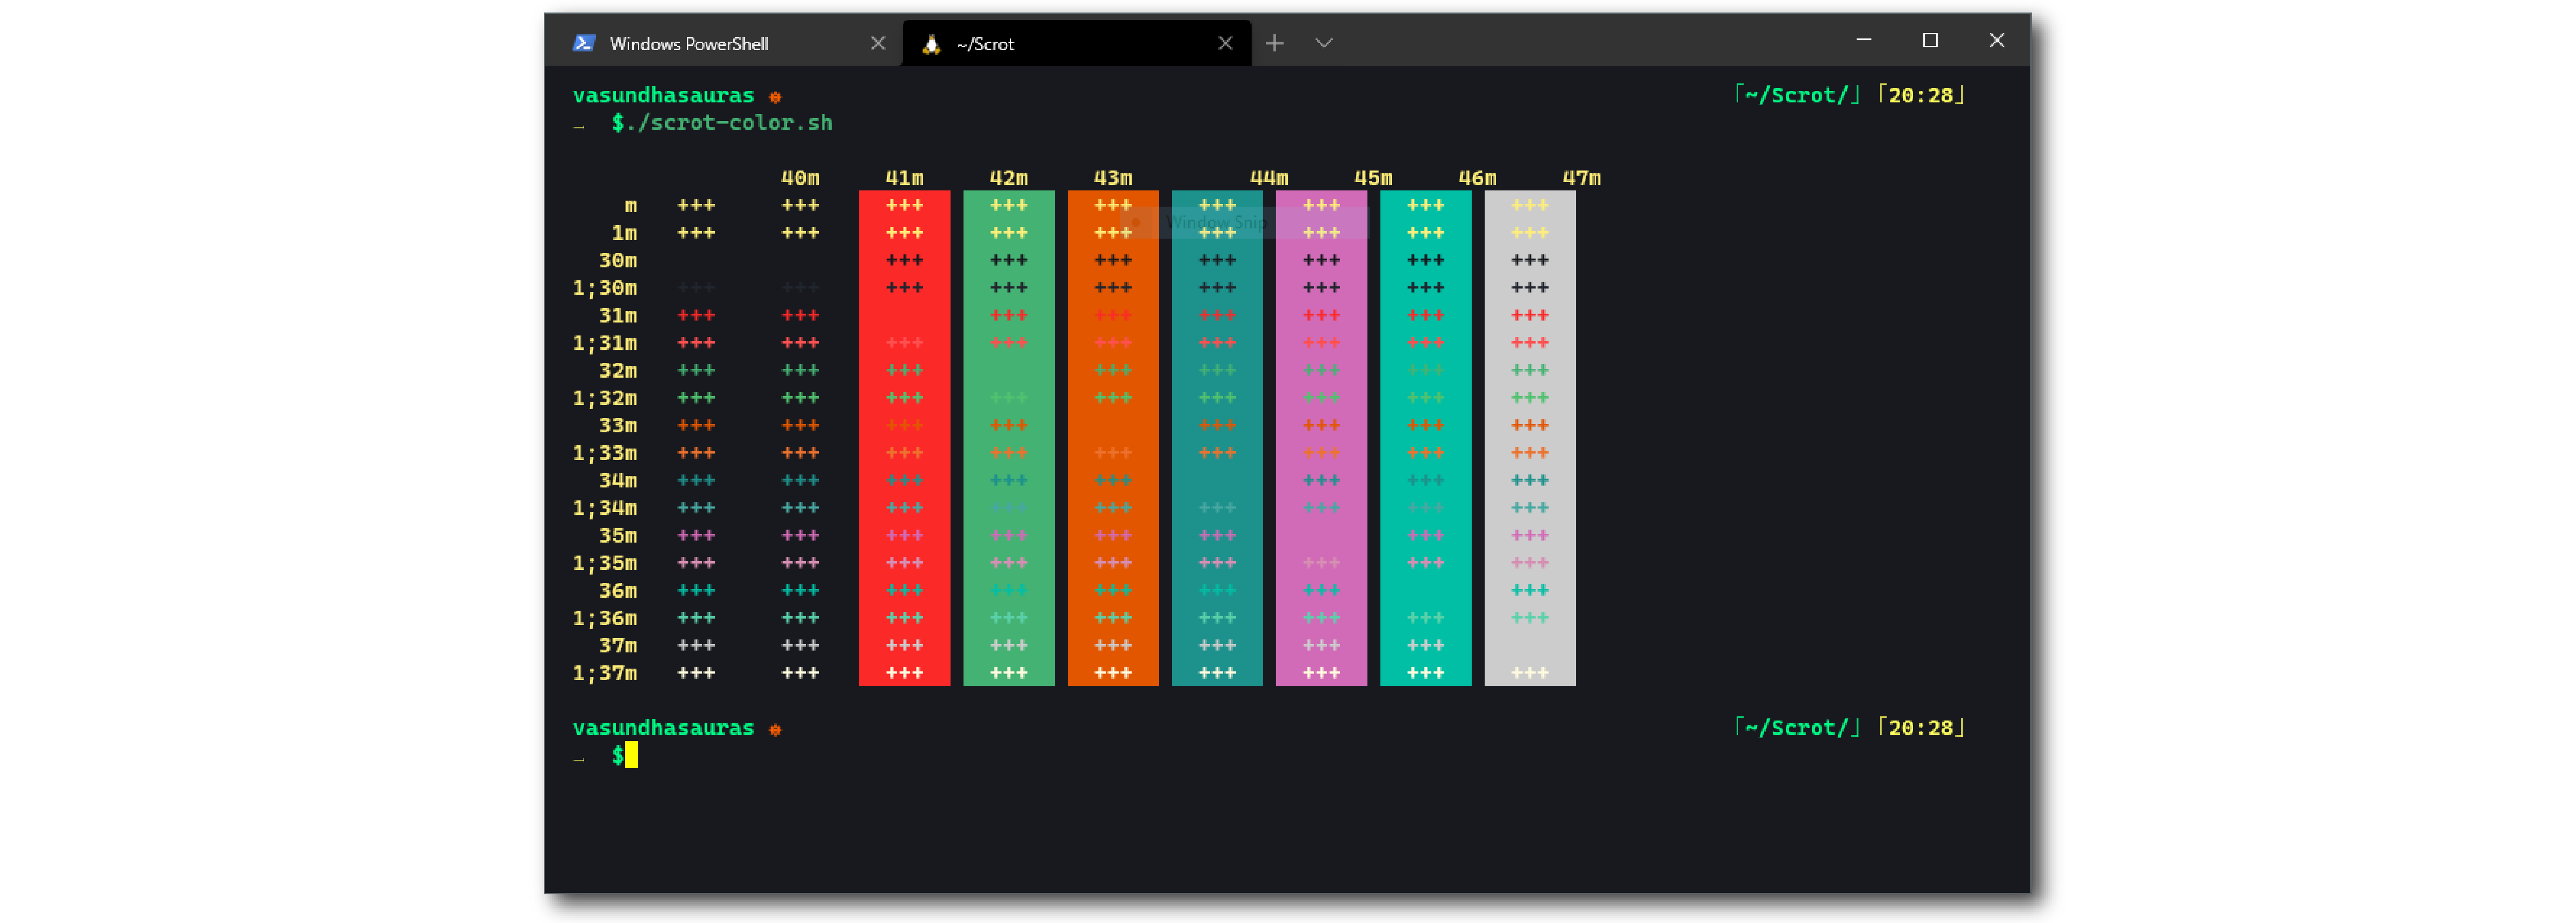 Windows PowerShell ~/Scrot
vasundhasauras 「~/Scrot/」「20:28」
→ $./scrot-color.sh
40m 41m 42m 43m 44m 45m 46m 47m
m +++ +++ +++ +++ +++ +++ +++ +++ +++
Window Snip
1m +++ +++ +++ +++ +++ +++ +++ +++ +++
30m +++ +++ +++ +++ +++ +++ +++
1;30m +++ +++ +++ +++ +++ +++ +++ +++ +++
31m +++ +++ +++ +++ +++ +++ +++ +++
1;31m +++ +++ +++ +++ +++ +++ +++ +++ +++
32m +++ +++ +++ +++ +++ +++ +++ +++
1;32m +++ +++ +++ +++ +++ +++ +++ +++ +++
33m +++ +++ +++ +++ +++ +++ +++ +++
1;33m +++ +++ +++ +++ +++ +++ +++ +++ +++
34m +++ +++ +++ +++ +++ +++ +++ +++
1;34m +++ +++ +++ +++ +++ +++ +++ +++ +++
35m +++ +++ +++ +++ +++ +++ +++ +++
1;35m +++ +++ +++ +++ +++ +++ +++ +++ +++
36m +++ +++ +++ +++ +++ +++ +++ +++
1;36m +++ +++ +++ +++ +++ +++ +++ +++ +++
37m +++ +++ +++ +++ +++ +++ +++ +++
1;37m +++ +++ +++ +++ +++ +++ +++ +++ +++
vasundhasauras 「~/Scrot/」「20:28」
→ $